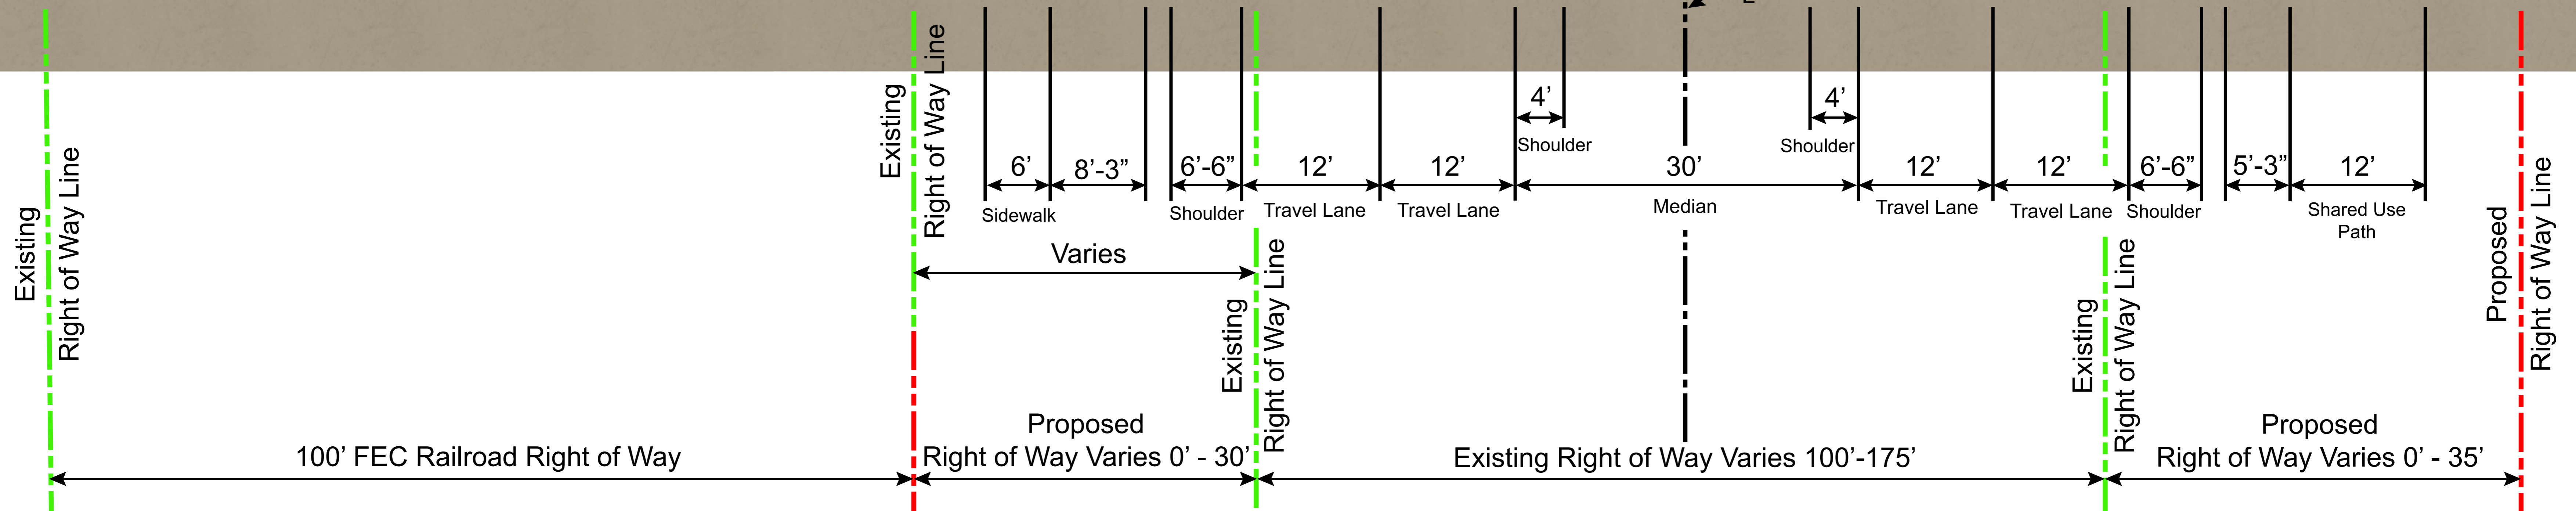 Existing
Right of Way Line
Existing
Right of Way Line
6’
Sidewalk
8’-3”
6’-6”
Shoulder
12’
Travel Lane
12’
Travel Lane
4’
Shoulder
30’
Median
4’
Shoulder
12’
Travel Lane
12’
Travel Lane
6’-6”
Shoulder
5’-3”
12’
Shared Use
Path
Varies
Existing
Right of Way Line
Existing
Right of Way Line
Proposed
Right of Way Line
100’ FEC Railroad Right of Way
Proposed
Right of Way Varies 0’ - 30’
Existing Right of Way Varies 100’-175’
Proposed
Right of Way Varies 0’ - 35’